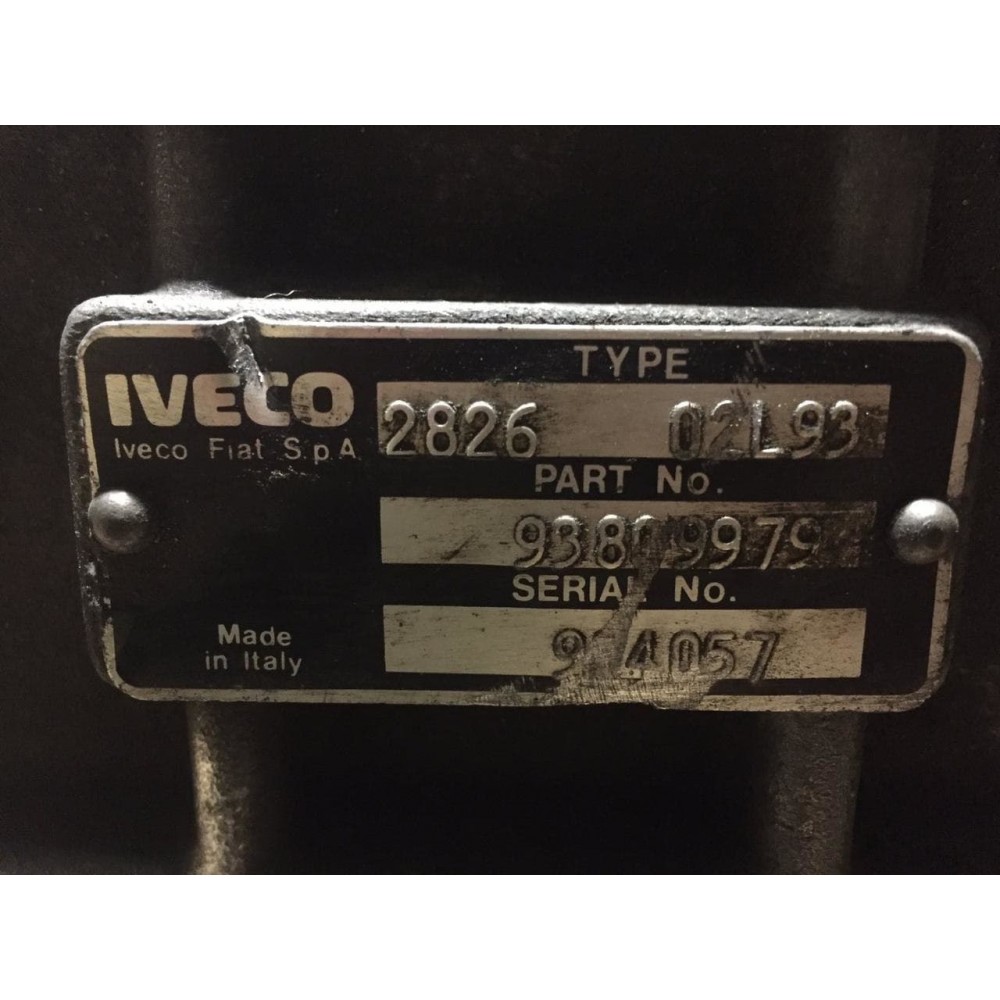 IVECO
Iveco Fiat S.p.A.
TYPE
2826 02L93
PART No.
SERIAL No.
Made
in Italy